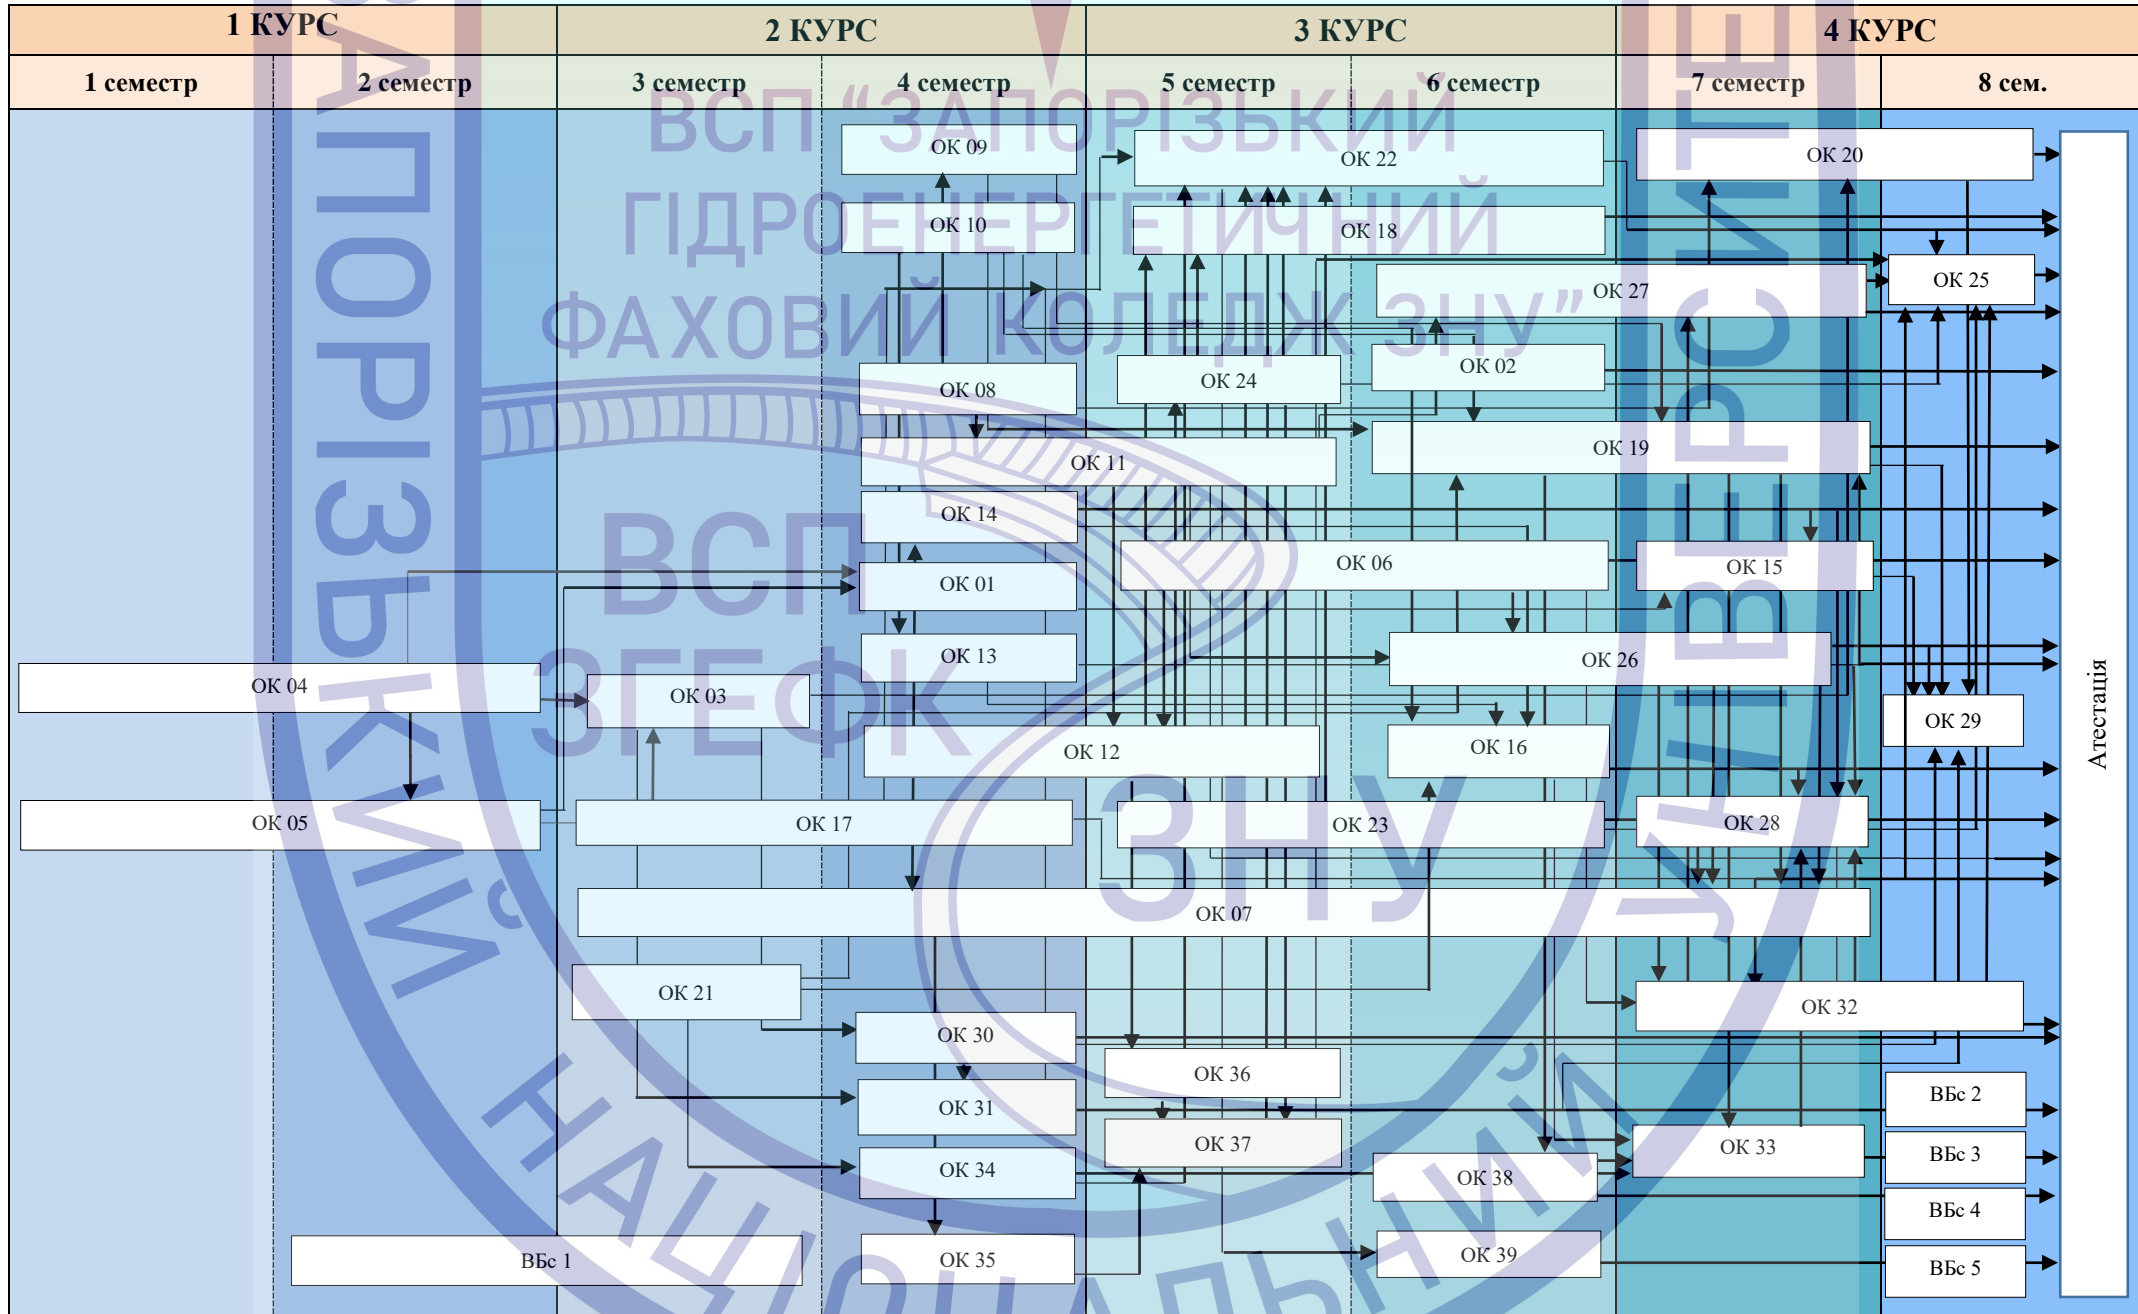 1 КУРС
2 КУРС
3 КУРС
4 КУРС
1 семестр
2 семестр
3 семестр
4 семестр
5 семестр
6 семестр
7 семестр
8 сем.
ВСП “ЗАПОРІЗЬКИЙ
ГІДРОЕНЕРГЕТИЧНИЙ
ФАХОВИЙ КОЛЕДЖ ЗНУ”
ВСП
ЗГЕФК
ЗНУ
ЗАПОРІЗЬКИЙ НАЦІОНАЛЬНИЙ УНІВЕРСИТЕ
ОК 09
ОК 22
ОК 20
ОК 10
ОК 18
ОК 27
ОК 25
ОК 08
ОК 24
ОК 02
ОК 11
ОК 19
ОК 14
ОК 06
ОК 15
ОК 01
ОК 13
ОК 26
ОК 04
ОК 03
ОК 29
ОК 12
ОК 16
ОК 05
ОК 17
ОК 23
ОК 28
ОК 07
ОК 21
ОК 32
ОК 30
ОК 36
ОК 31
ВБс 2
ОК 37
ОК 33
ВБс 3
ОК 34
ОК 38
ВБс 4
ВБс 1
ОК 35
ОК 39
ВБс 5
Атестація